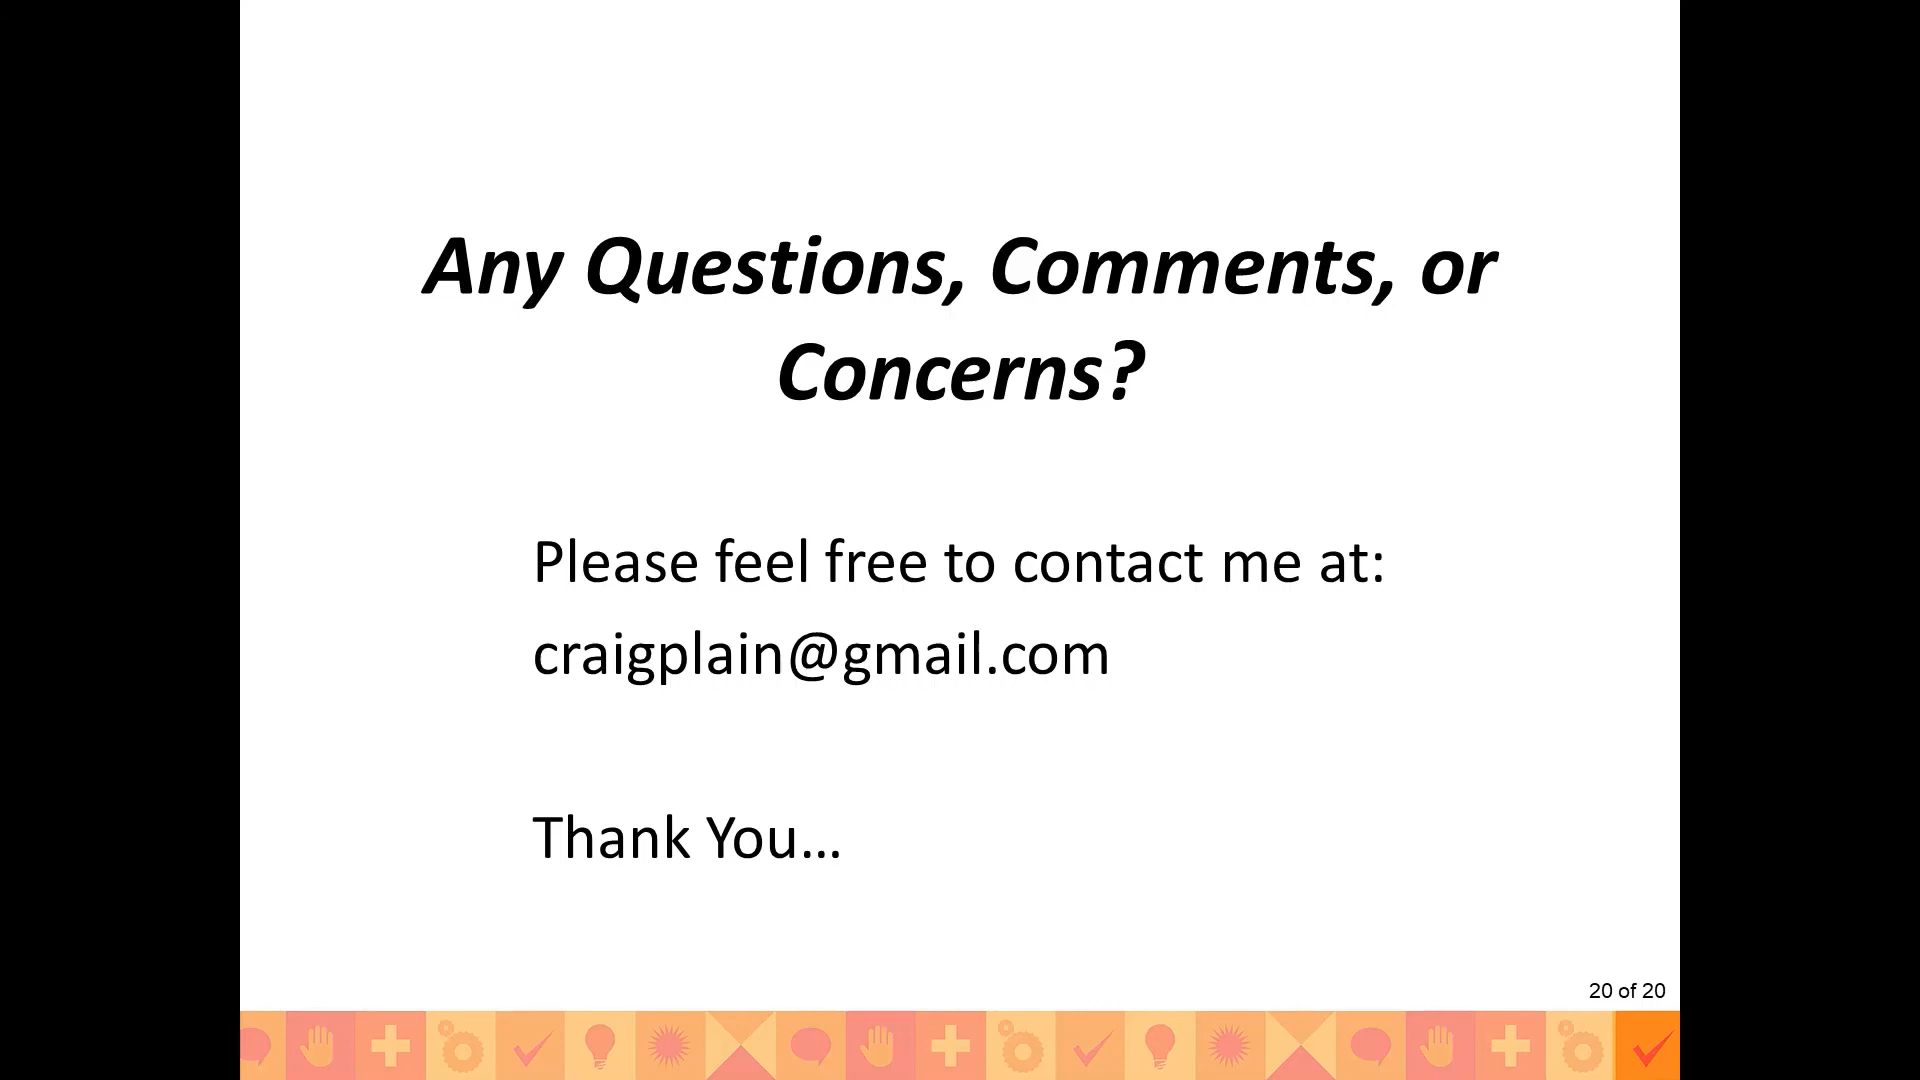 Any Questions, Comments, or
Concerns?
Please feel free to contact me at:
craigplain@gmail.com
Thank You…
20 of 20